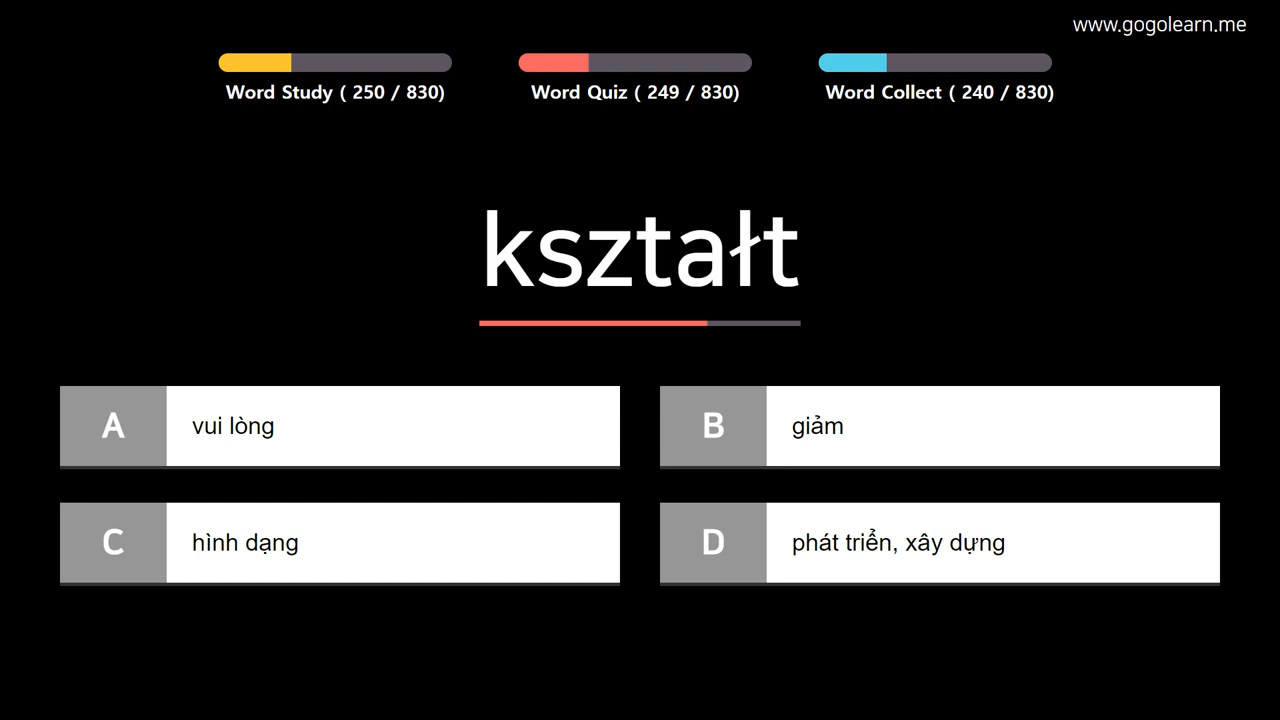 www.gogolearn.me
Word Study ( 250 / 830)
Word Quiz ( 249 / 830)
Word Collect ( 240 / 830)
kształt
A
vui lòng
B
giảm
C
hình dạng
D
phát triển, xây dựng